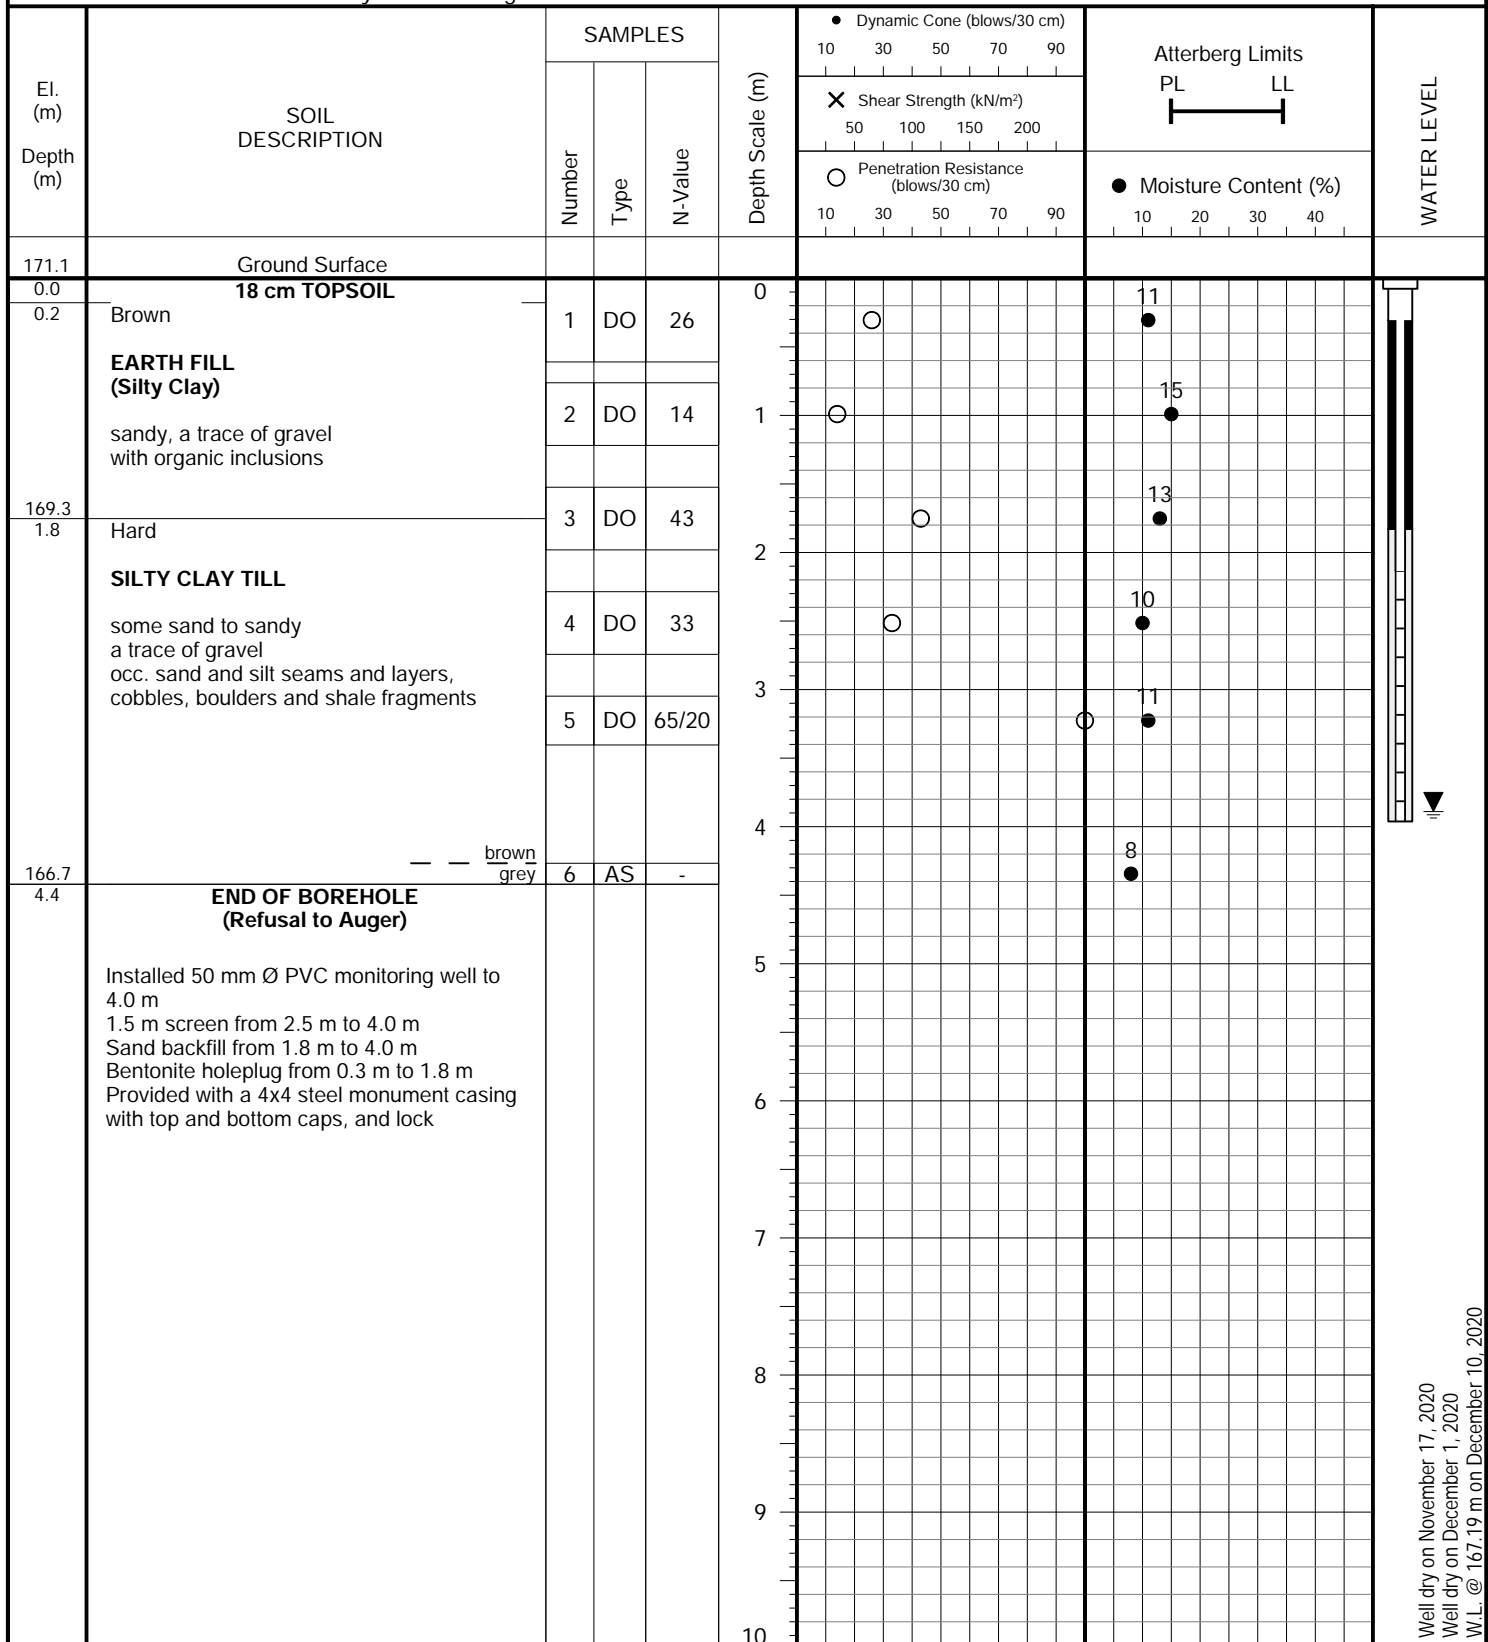 SAMPLES
El.
(m)
Depth
(m)
SOIL
DESCRIPTION
Number
Type
N-Value
Depth Scale (m)
● Dynamic Cone (blows/30 cm)
10 30 50 70 90
✕ Shear Strength (kN/m²)
50 100 150 200
○ Penetration Resistance
(blows/30 cm)
10 30 50 70 90
Atterberg Limits
PL LL
● Moisture Content (%)
10 20 30 40
WATER LEVEL
171.1 Ground Surface
0.0 18 cm TOPSOIL 0
0.2 Brown 1 DO 26 11
EARTH FILL
(Silty Clay)
15
2 DO 14 1
sandy, a trace of gravel
with organic inclusions
13
169.3
3 DO 43
1.8 Hard
2
SILTY CLAY TILL
10
some sand to sandy 4 DO 33
a trace of gravel
occ. sand and silt seams and layers,
cobbles, boulders and shale fragments
3
11
5 DO 65/20
4
brown
8
166.7 grey 6 AS -
4.4
END OF BOREHOLE
(Refusal to Auger)
5
Installed 50 mm Ø PVC monitoring well to
4.0 m
1.5 m screen from 2.5 m to 4.0 m
Sand backfill from 1.8 m to 4.0 m
Bentonite holeplug from 0.3 m to 1.8 m
Provided with a 4x4 steel monument casing
with top and bottom caps, and lock
6
7
8
9
10
Well dry on November 17, 2020
Well dry on December 1, 2020
W.L. @ 167.19 m on December 10, 2020